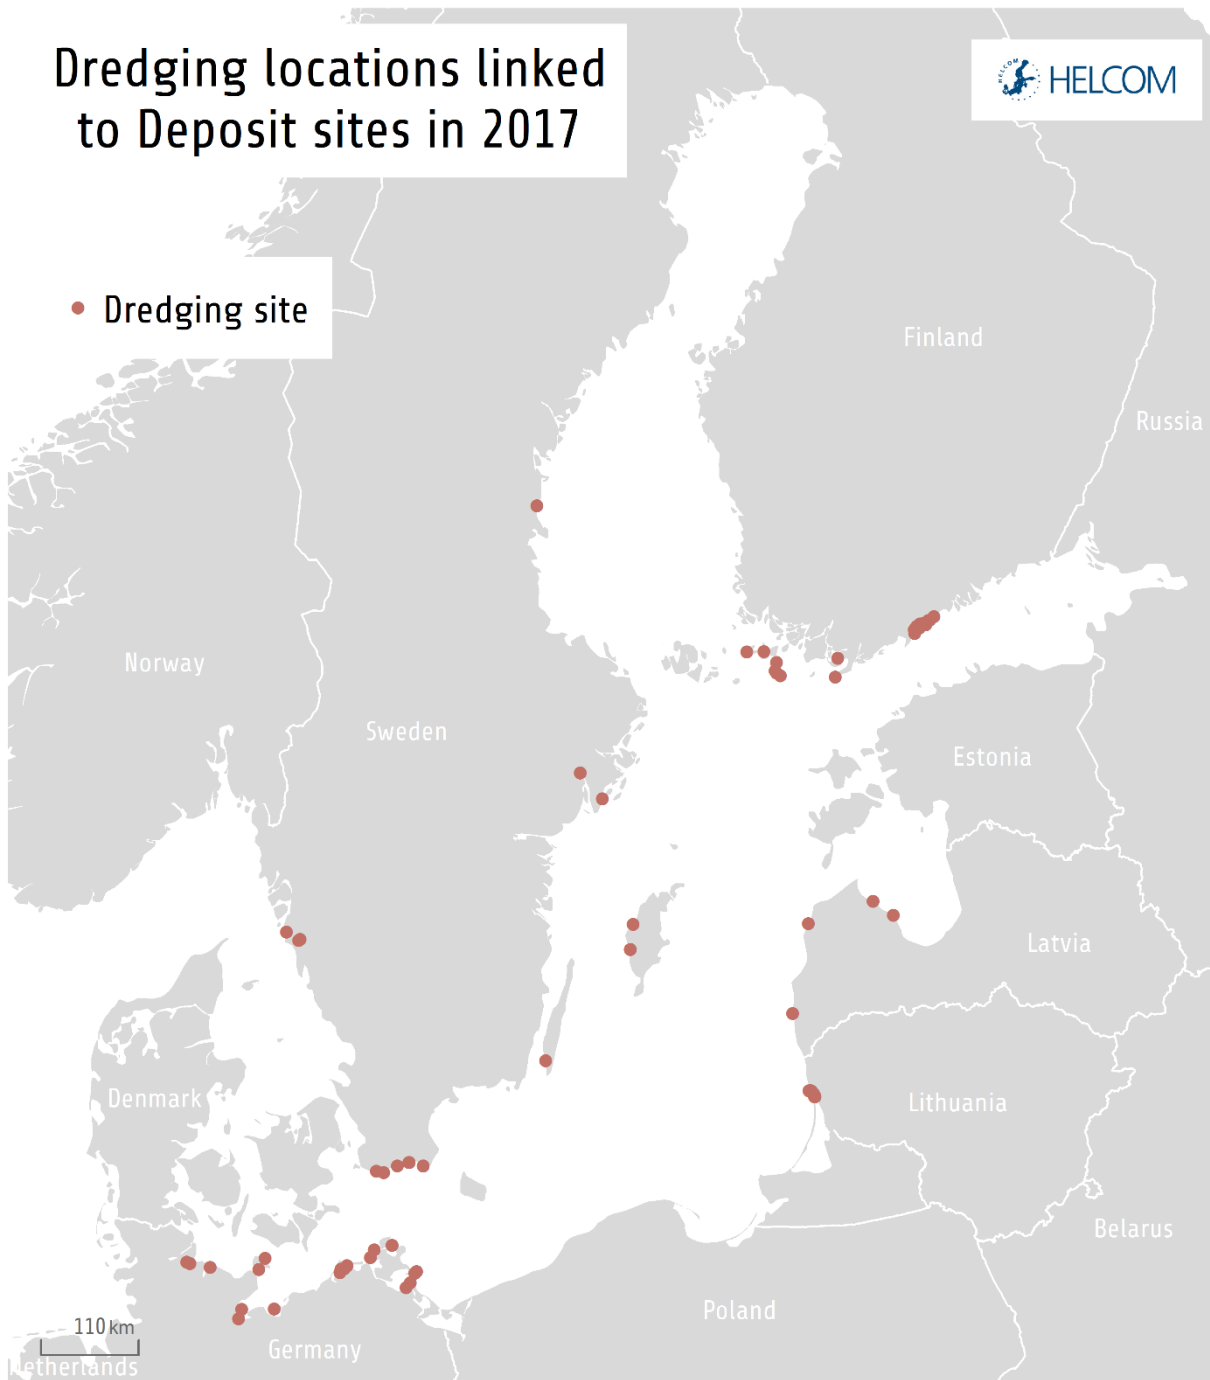 Dredging locations linked
to Deposit sites in 2017
HELCOM
HELCOM
Dredging site
Finland
Russia
Norway
Sweden
Estonia
Latvia
Denmark
Lithuania
Belarus
Poland
110 km
Germany
Netherlands